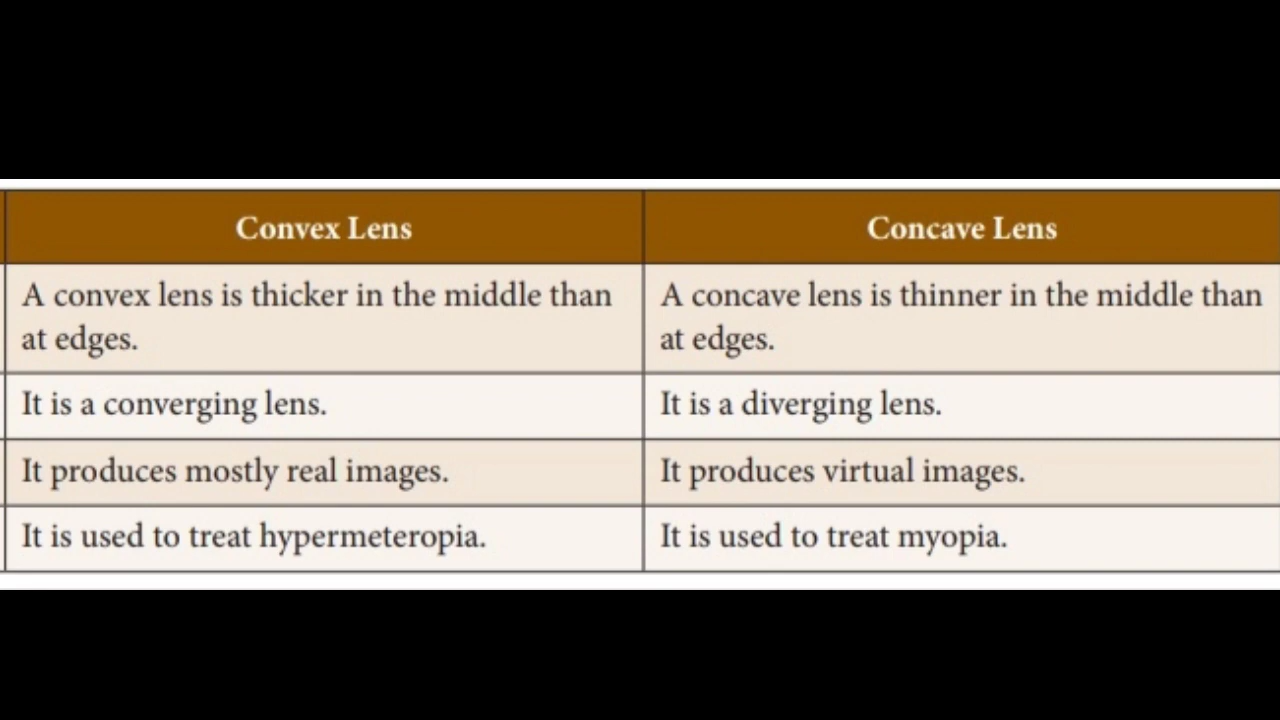 Convex Lens
Concave Lens
A convex lens is thicker in the middle than
at edges.
A concave lens is thinner in the middle than
at edges.
It is a converging lens.
It is a diverging lens.
It produces mostly real images.
It produces virtual images.
It is used to treat hypermeteropia.
It is used to treat myopia.